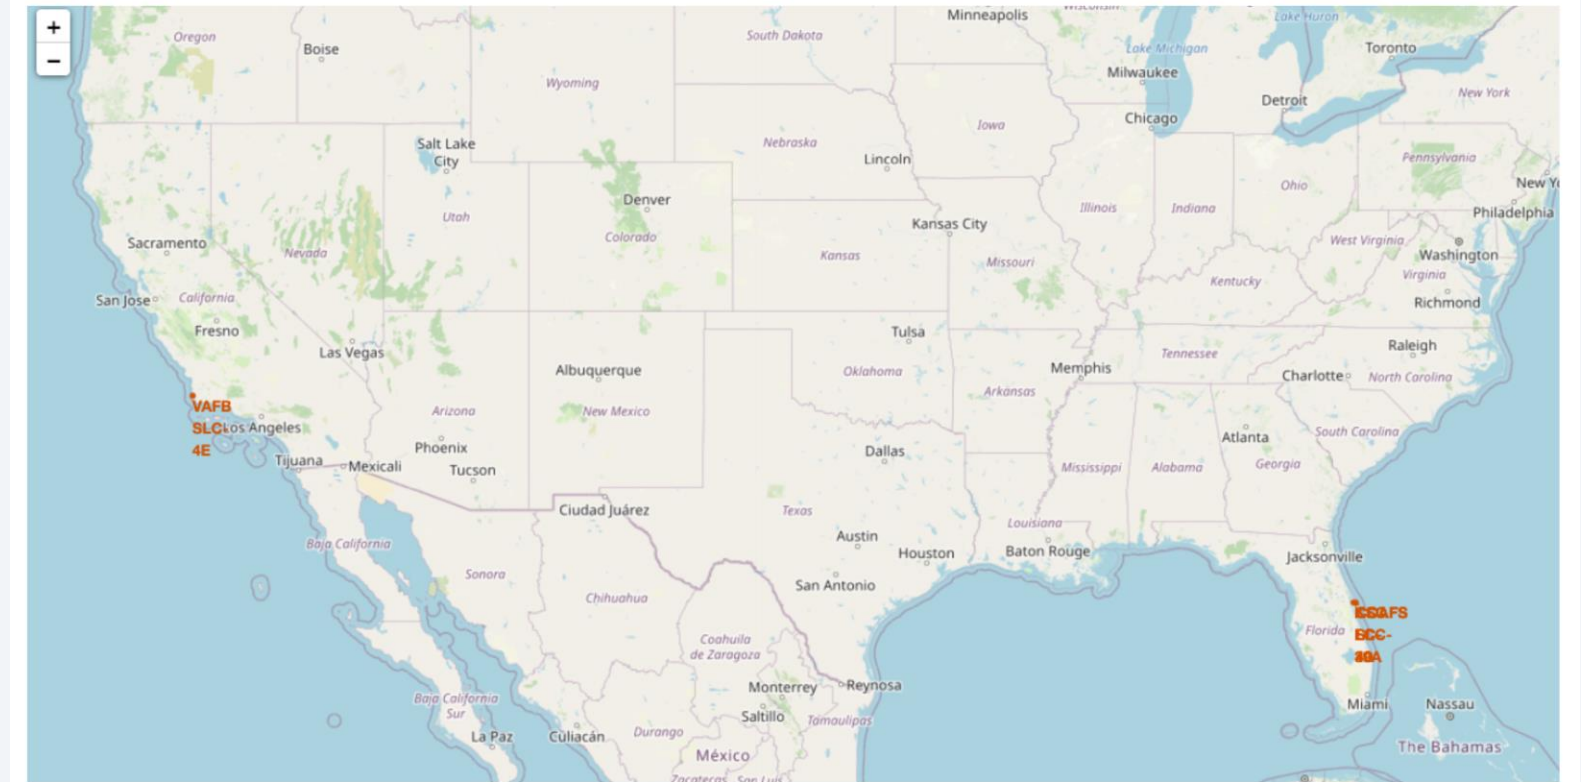 +
−
Oregon
Boise
Wyoming
South Dakota
Minneapolis
Wisconsin
Lake Michigan
Lake Huron
Toronto
Milwaukee
Detroit
New York
Chicago
Iowa
Nebraska
Lincoln
Salt Lake
City
Utah
Denver
Colorado
Nevada
Sacramento
San Jose
California
Fresno
Las Vegas
Kansas
Kansas City
Missouri
Illinois
Indiana
Ohio
Pennsylvania
Philadelphia
West Virginia
Washington
Virginia
Richmond
Kentucky
Tulsa
Oklahoma
Albuquerque
New Mexico
Arizona
Phoenix
Tucson
VAFB
SLC-
4E
Los Angeles
Tijuana
Mexicali
Memphis
Tennessee
Arkansas
Charlotte
Raleigh
North Carolina
South Carolina
Atlanta
Georgia
Alabama
Mississippi
Dallas
Texas
Ciudad Juárez
Austin
Houston
San Antonio
Louisiana
Baton Rouge
Jacksonville
Florida
Miami
Nassau
The Bahamas
Baja California
Sonora
Chihuahua
Coahuila
de Zaragoza
Monterrey
Reynosa
Saltillo
Tamaulipas
Baja California
Sur
La Paz
Culiacán
Durango
México
Zacatecas
San Luis